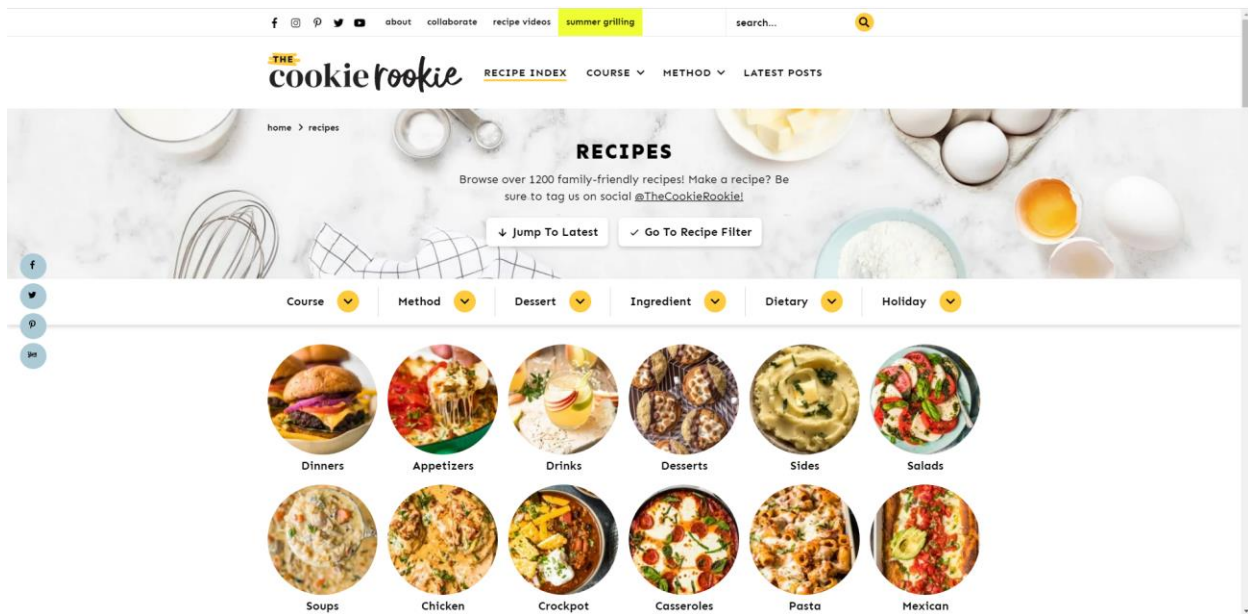 about collaborate recipe videos summer grilling search...
THE
cookie rookie RECIPE INDEX COURSE METHOD LATEST POSTS
home > recipes
RECIPES
Browse over 1200 family-friendly recipes! Make a recipe? Be
sure to tag us on social @TheCookieRookie!
Jump To Latest Go To Recipe Filter
Course Method Dessert Ingredient Dietary Holiday
Dinners Appetizers Drinks Desserts Sides Salads
Soups Chicken Crockpot Casseroles Pasta Mexican